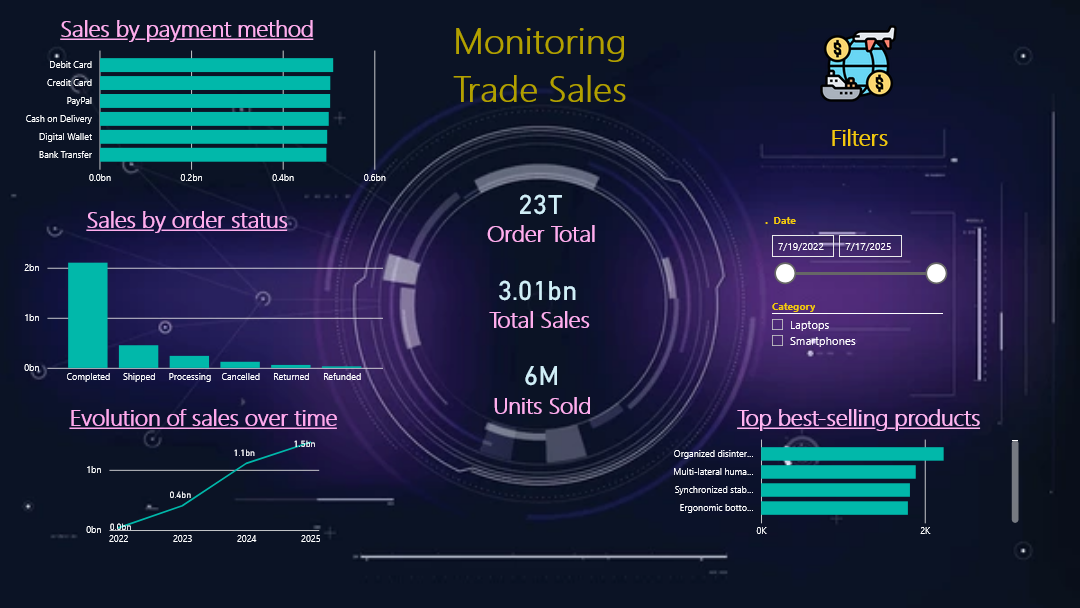 Sales by payment method
Debit Card
Credit Card
PayPal
Cash on Delivery
Digital Wallet
Bank Transfer
0.0bn 0.2bn 0.4bn 0.6bn
Monitoring
Trade Sales
Filters
Date
7/19/2022 7/17/2025
Category
Laptops
Smartphones
23T
Order Total
3.01bn
Total Sales
6M
Units Sold
Sales by order status
2bn
1bn
0bn
Completed Shipped Processing Cancelled Returned Refunded
Evolution of sales over time
1.5bn
1.1bn
1bn
0.4bn
0.0bn
0bn
2022 2023 2024 2025
Top best-selling products
Organized disinter...
Multi-lateral huma...
Synchronized stab...
Ergonomic botto...
0K 2K